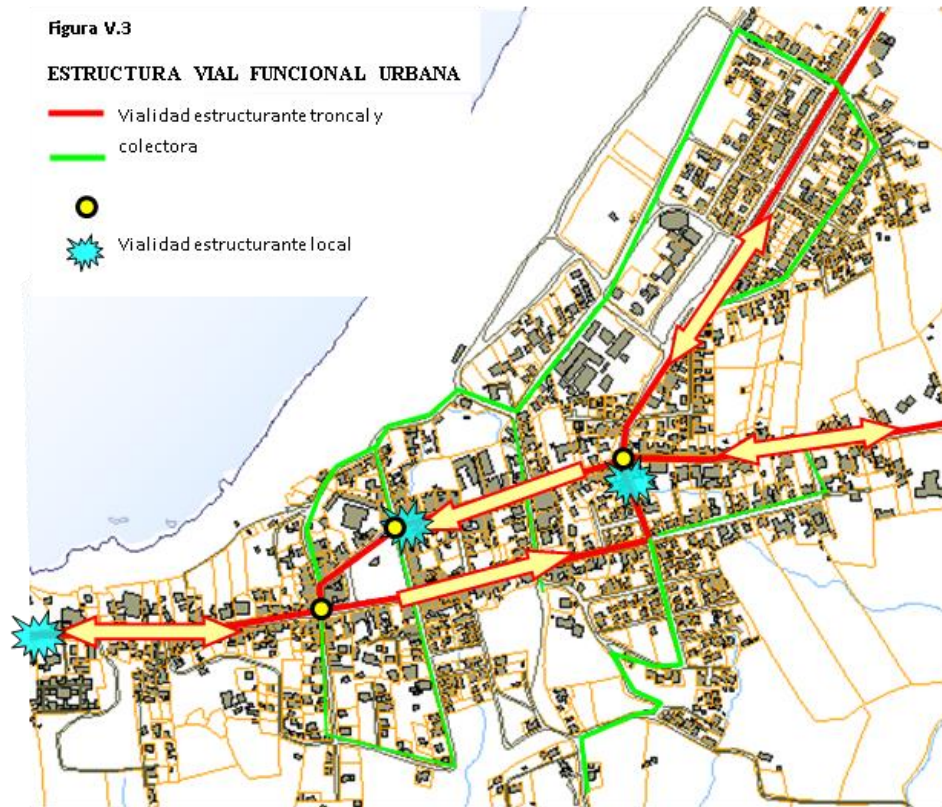 Figura V.3
ESTRUCTURA VIAL FUNCIONAL URBANA
Vialidad estructurante troncal y
colectora
Vialidad estructurante local